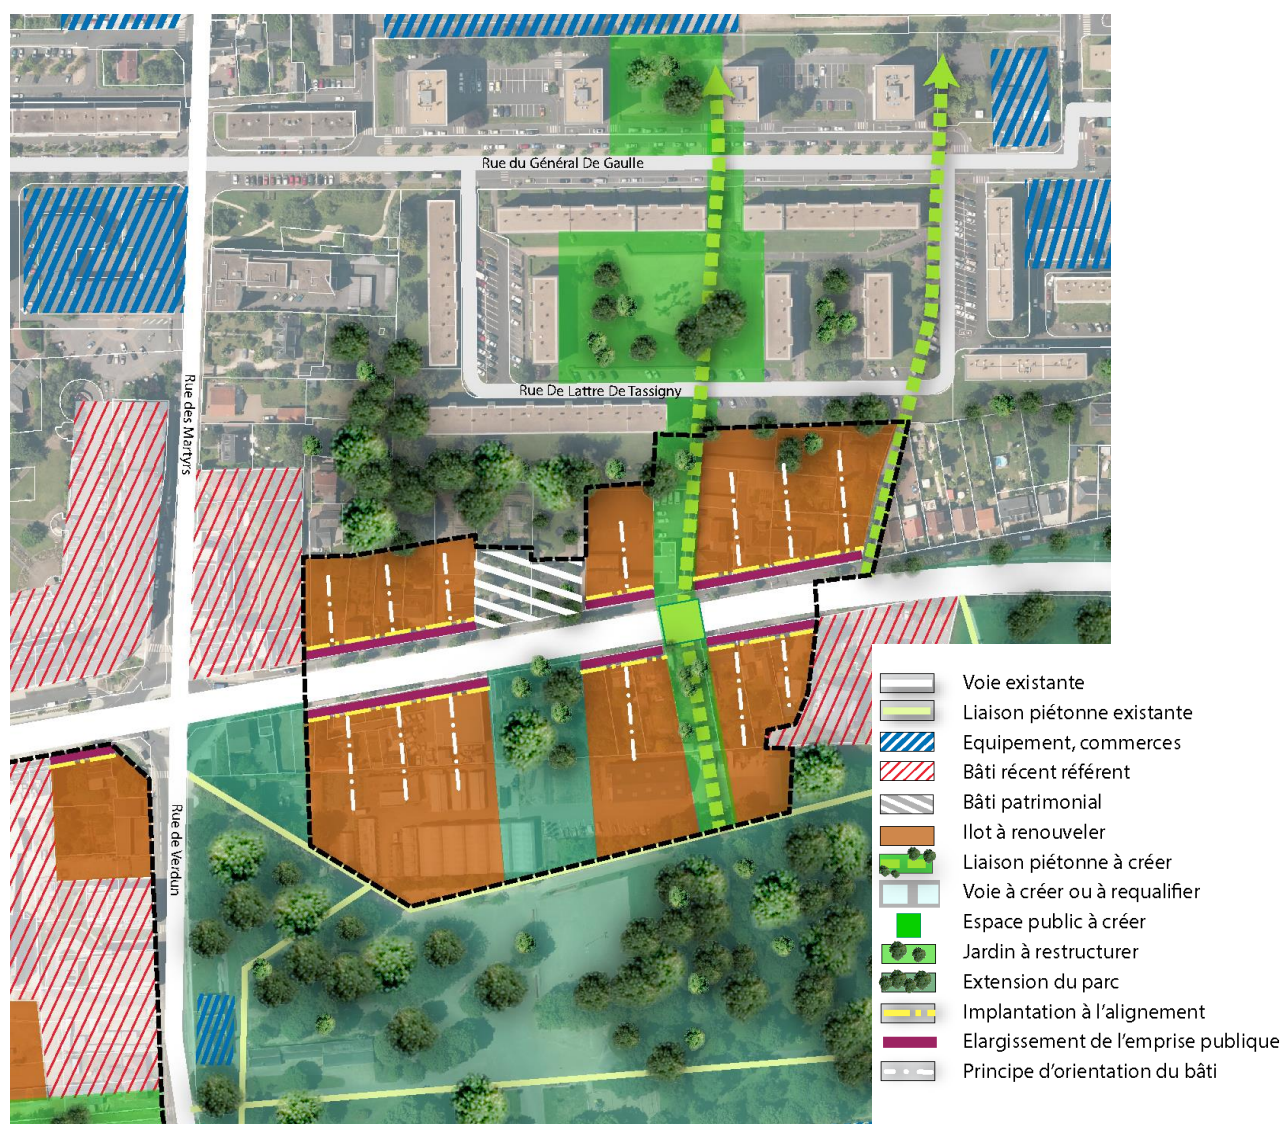 Rue du Général De Gaulle
Rue De Lattre De Tassigny
Rue des Martyrs
Rue de Verdun
Voie existante
Liaison piétonne existante
Equipement, commerces
Bâti récent référent
Bâti patrimonial
Ilot à renouveler
Liaison piétonne à créer
Voie à créer ou à requalifier
Espace public à créer
Jardin à restructurer
Extension du parc
Implantation à l'alignement
Elargissement de l'emprise publique
Principe d'orientation du bâti